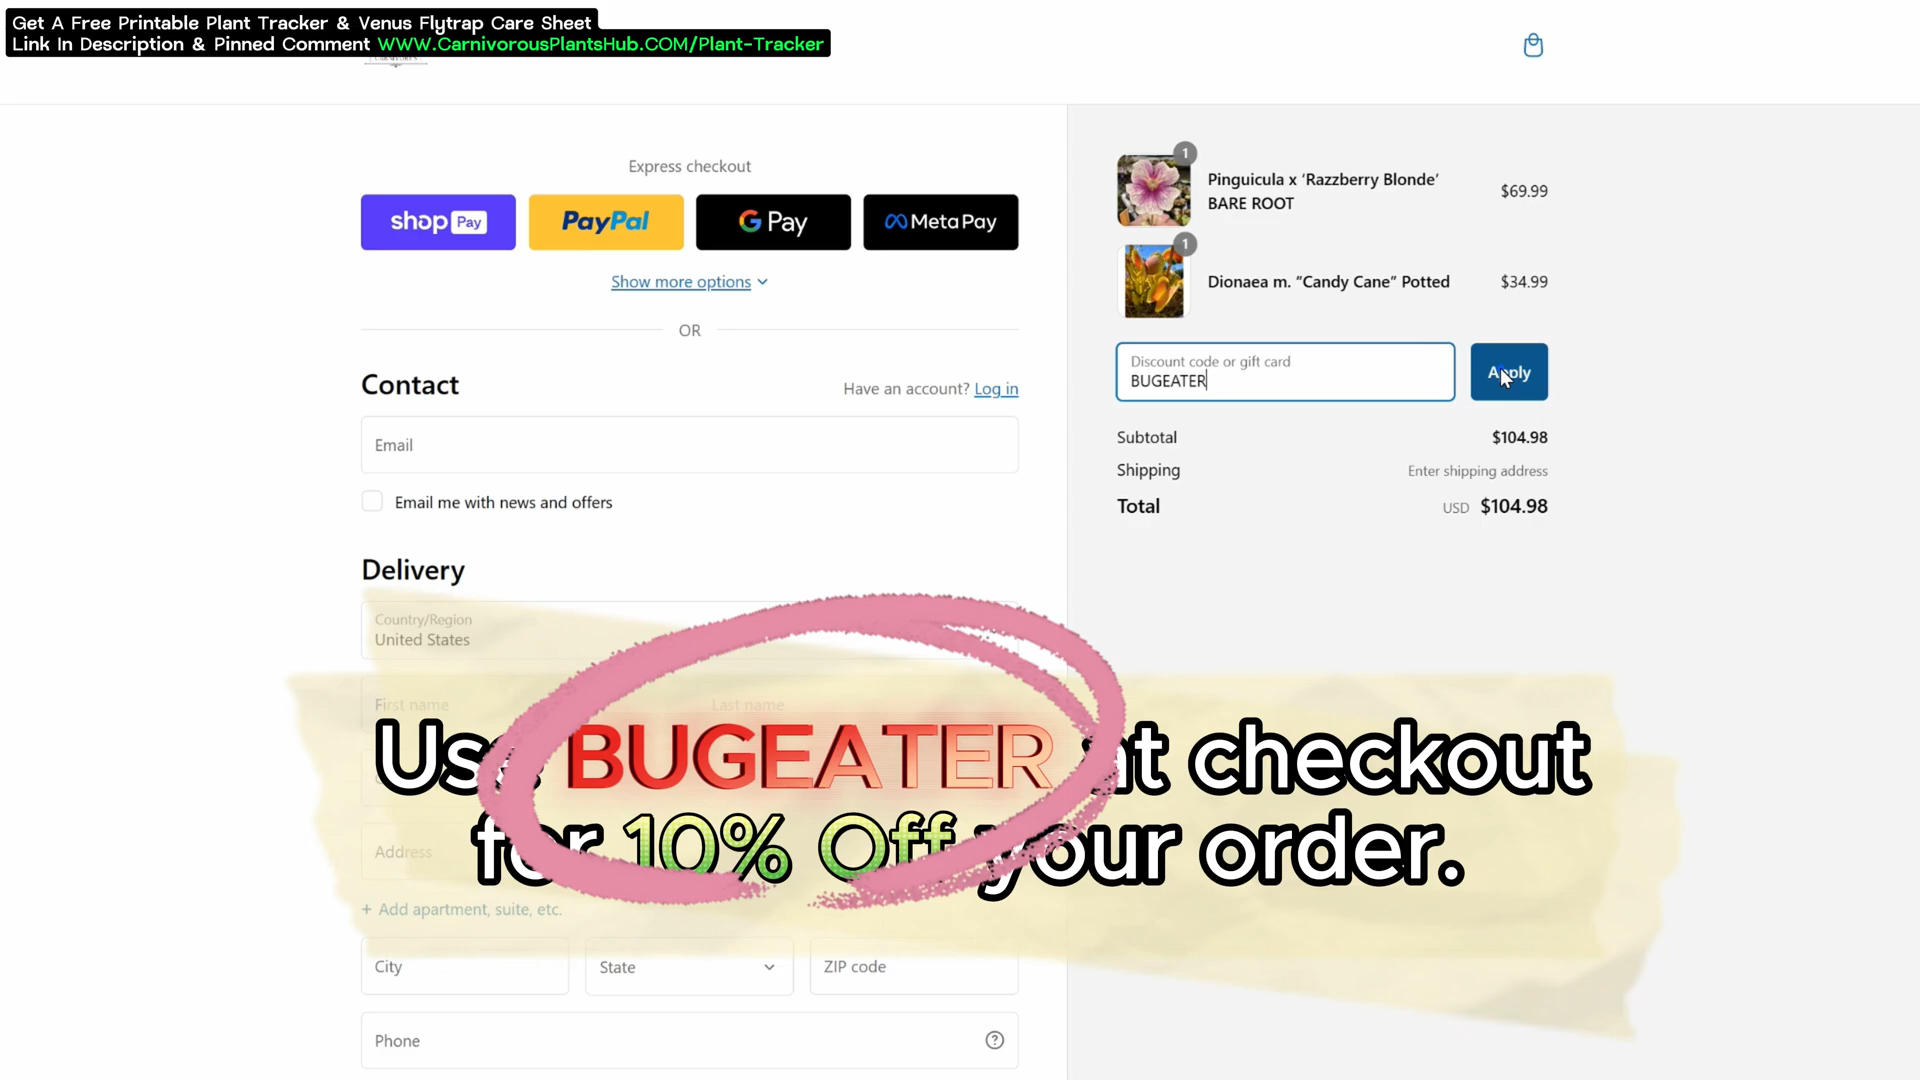 Get A Free Printable Plant Tracker & Venus Flytrap Care Sheet
Link In Description & Pinned Comment WWW.CarnivorousPlantsHub.COM/Plant-Tracker
Express checkout
shop Pay
PayPal
G Pay
Meta Pay
Show more options
OR
Contact
Have an account? Log in
Email
Email me with news and offers
Delivery
Country/Region
United States
First name
Last name
Use BUGEATER at checkout
for 10% Off your order.
Address
+ Add apartment, suite, etc.
City
State
ZIP code
Phone
?
1
Pinguicula x ‘Razzberry Blonde’
BARE ROOT
$69.99
1
Dionaea m. “Candy Cane” Potted
$34.99
Discount code or gift card
BUGEATER
Apply
Subtotal
$104.98
Shipping
Enter shipping address
Total
USD $104.98